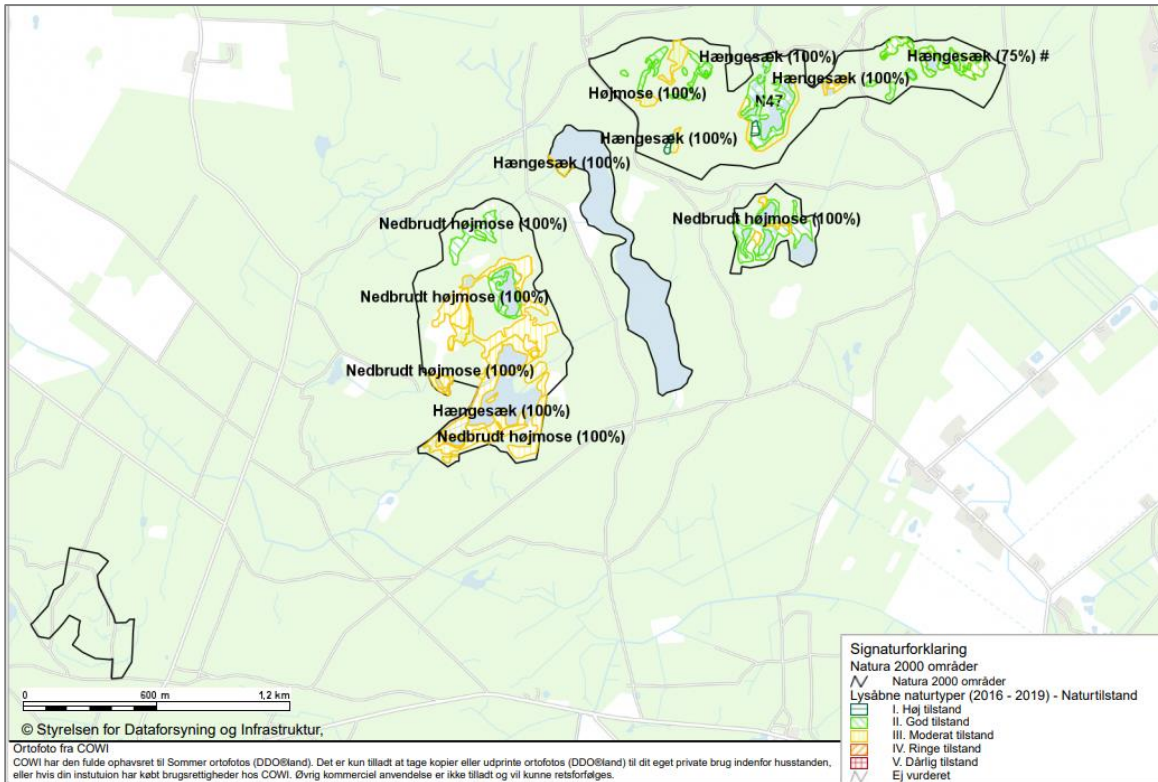 Hængesæk (100%)
Hængesæk (75%) #
Hængesæk (100%)
Højmose (100%)
N47
Hængesæk (100%)
Hængesæk (100%)
Nedbrudt højmose (100%)
Nedbrudt højmose (100%)
Nedbrudt højmose (100%)
Nedbrudt højmose (100%)
Hængesæk (100%)
Nedbrudt højmose (100%)
0 600 m 1,2 km
© Styrelsen for Dataforsyning og Infrastruktur,
Signaturforklaring
Natura 2000 områder
Natura 2000 områder
Lysåbne naturtyper (2016 - 2019) - Naturtilstand
I. Høj tilstand
II. God tilstand
III. Moderat tilstand
IV. Ringe tilstand
V. Dårlig tilstand
Ej vurderet
Ortofoto fra COWI
COWI har den fulde ophavsret til Sommer ortofotos (DDO®land). Det er kun tilladt at tage kopier eller udprinte ortofotos (DDO®land) til dit eget private brug indenfor husstanden,
eller hvis din instutuion har købt brugsrettigheder hos COWI. Øvrig kommerciel anvendelse er ikke tilladt og vil kunne retsforfølges.